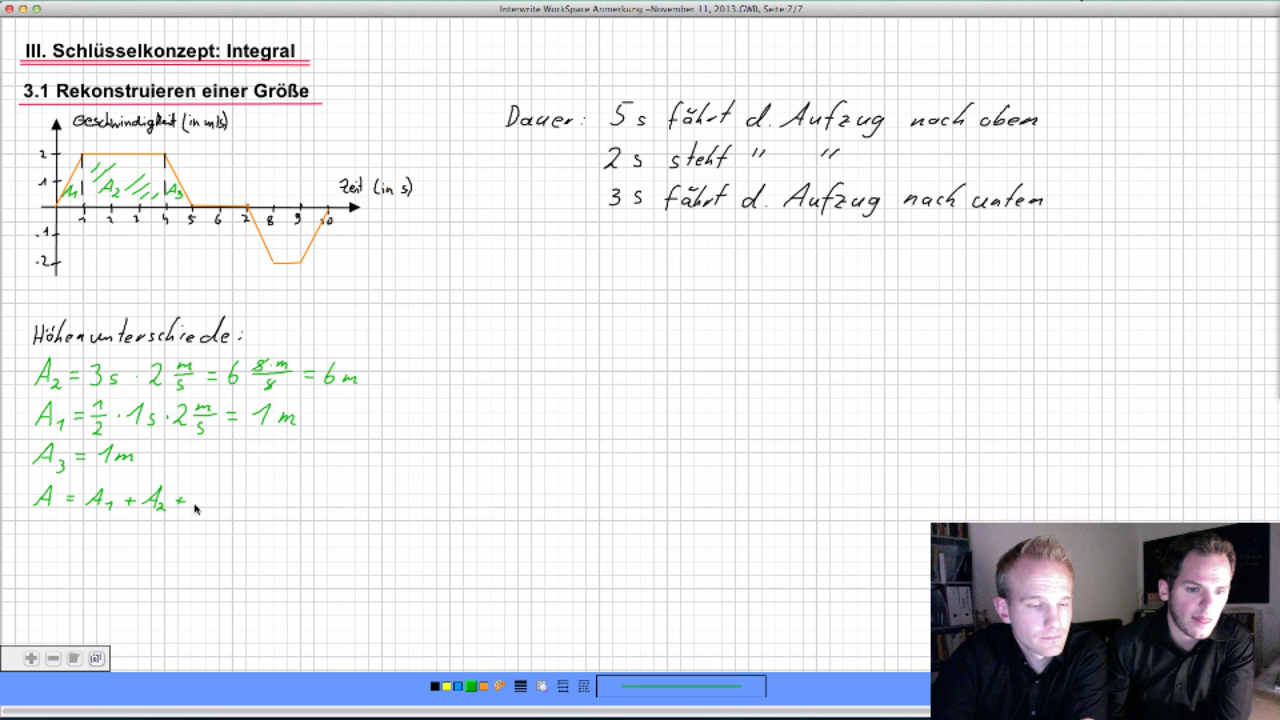 Interwrite WorkSpace Anmerkung –November 11, 2013.GWB, Seite:7/7
III. Schlüsselkonzept: Integral
3.1 Rekonstruieren einer Größe
Geschwindigkeit (in m/s)
2
1
A1 A2 A3
Zeit (in s)
1 2 3 4 5 6 7 8 9 10
-1
-2
Dauer: 5 s fährt d. Aufzug nach oben
2 s steht " "
3 s fährt d. Aufzug nach unten
Höhenunterschiede:
A₂ = 3s · 2 m/s = 6 s·m/s = 6 m
A₁ = 1/2 · 1s · 2 m/s = 1 m
A₃ = 1m
A = A₁ + A₂ +